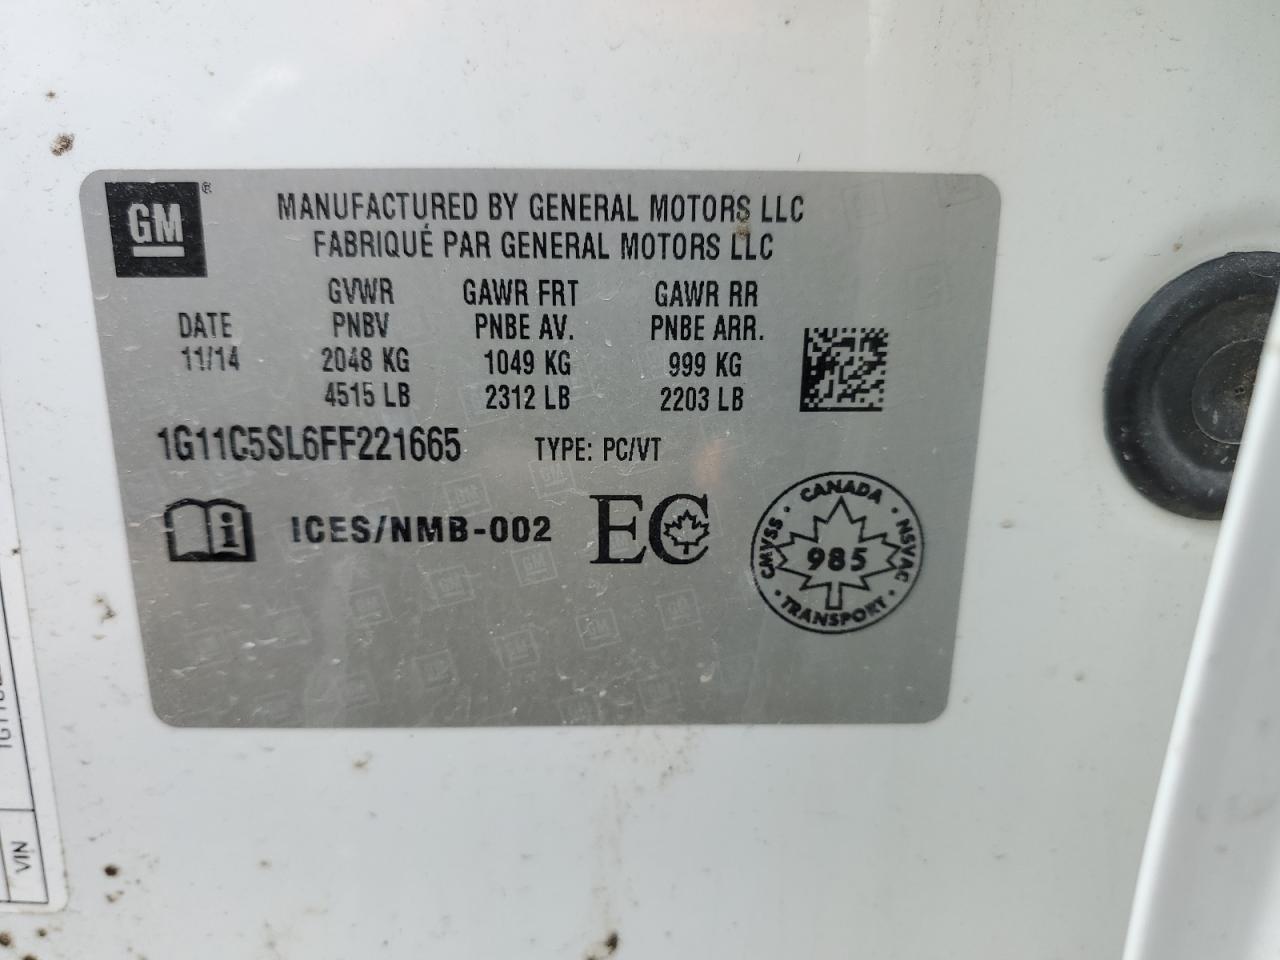 GM ®
MANUFACTURED BY GENERAL MOTORS LLC
FABRIQUÉ PAR GENERAL MOTORS LLC
GVWR GAWR FRT GAWR RR
DATE PNBV PNBE AV. PNBE ARR.
11/14 2048 KG 1049 KG 999 KG
4515 LB 2312 LB 2203 LB
1G11C5SL6FF221665 TYPE: PC/VT
i ICES/NMB-002 EC
CANADA
CMVSS 985 NSVAC
TRANSPORT
VIN